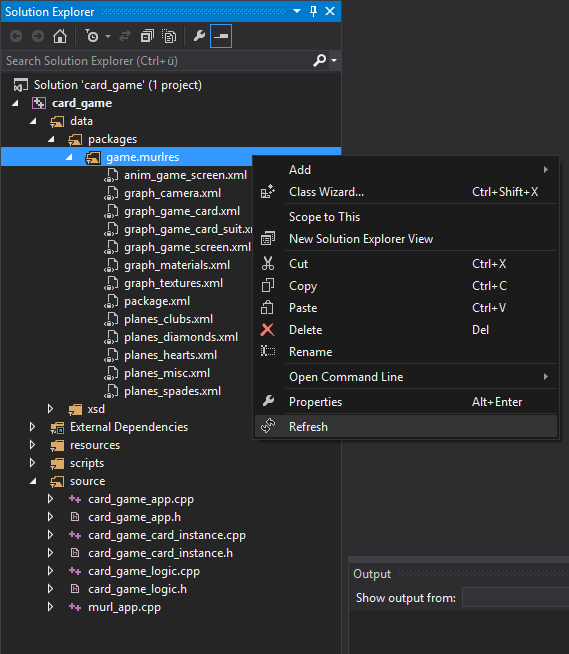 Solution Explorer
Search Solution Explorer (Ctrl+ü)
Solution 'card_game' (1 project)
card_game
data
packages
game.murlres
anim_game_screen.xml
graph_camera.xml
graph_game_card.xml
graph_game_card_suit.x
graph_game_screen.xml
graph_materials.xml
graph_textures.xml
package.xml
planes_clubs.xml
planes_diamonds.xml
planes_hearts.xml
planes_misc.xml
planes_spades.xml
xsd
External Dependencies
resources
scripts
source
card_game_app.cpp
card_game_app.h
card_game_card_instance.cpp
card_game_card_instance.h
card_game_logic.cpp
card_game_logic.h
murl_app.cpp
Add
Class Wizard... Ctrl+Shift+X
Scope to This
New Solution Explorer View
Cut Ctrl+X
Copy Ctrl+C
Paste Ctrl+V
Delete Del
Rename
Open Command Line
Properties Alt+Enter
Refresh
Output
Show output from: